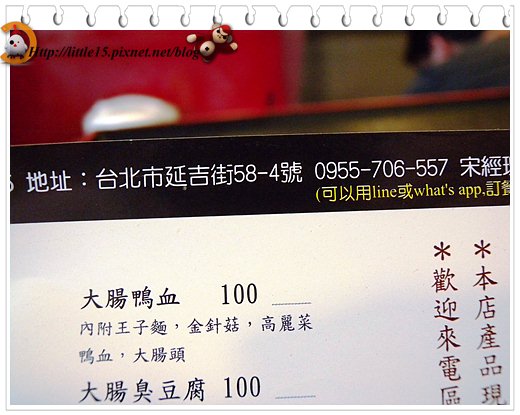 Http://little15.pixnet.net/blog
地址：台北市延吉街58-4號 0955-706-557 宋經理
(可以用line或what's app,訂餐
大腸鴨血 100
內附王子麵，金針菇，高麗菜
鴨血，大腸頭
大腸臭豆腐 100
＊本店產品現
＊歡迎來電區